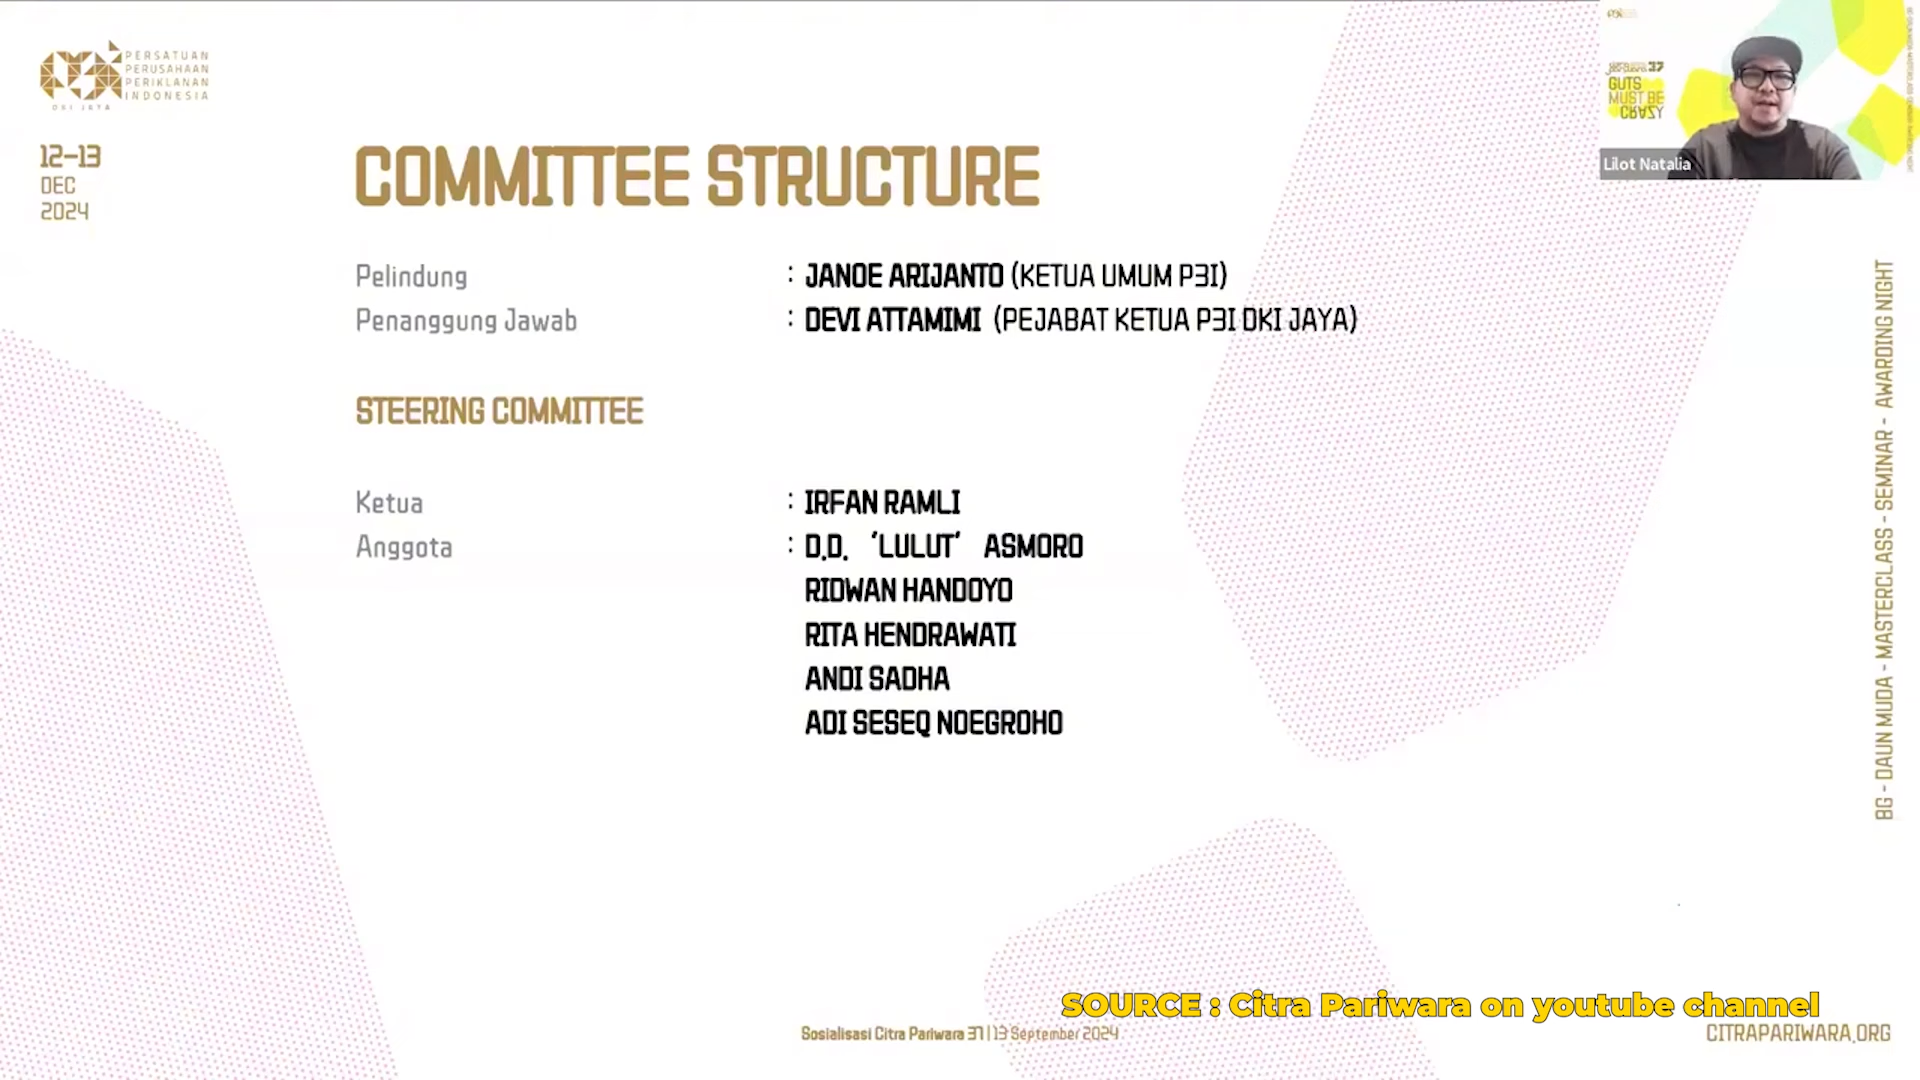 PERSATUAN
PERUSAHAAN
PERIKLANAN
INDONESIA
DKI JAYA
12–13
DEC
2024
COMMITTEE STRUCTURE
Pelindung : JANOE ARIJANTO (KETUA UMUM P3I)
Penanggung Jawab : DEVI ATTAMIMI (PEJABAT KETUA P3I DKI JAYA)
STEERING COMMITTEE
Ketua : IRFAN RAMLI
Anggota : D.D. ‘LULUT’ ASMORO
RIDWAN HANDOYO
RITA HENDRAWATI
ANDI SADHA
ADI SESEQ NOEGROHO
37
GUTS
MUST BE
CRAZY
Lilot Natalia
BG - DAUN MUDA - MASTERCLASS - SEMINAR - AWARDING NIGHT
SOURCE : Citra Pariwara on youtube channel
Sosialisasi Citra Pariwara 37 | 13 September 2024
CITRAPARIWARA.ORG